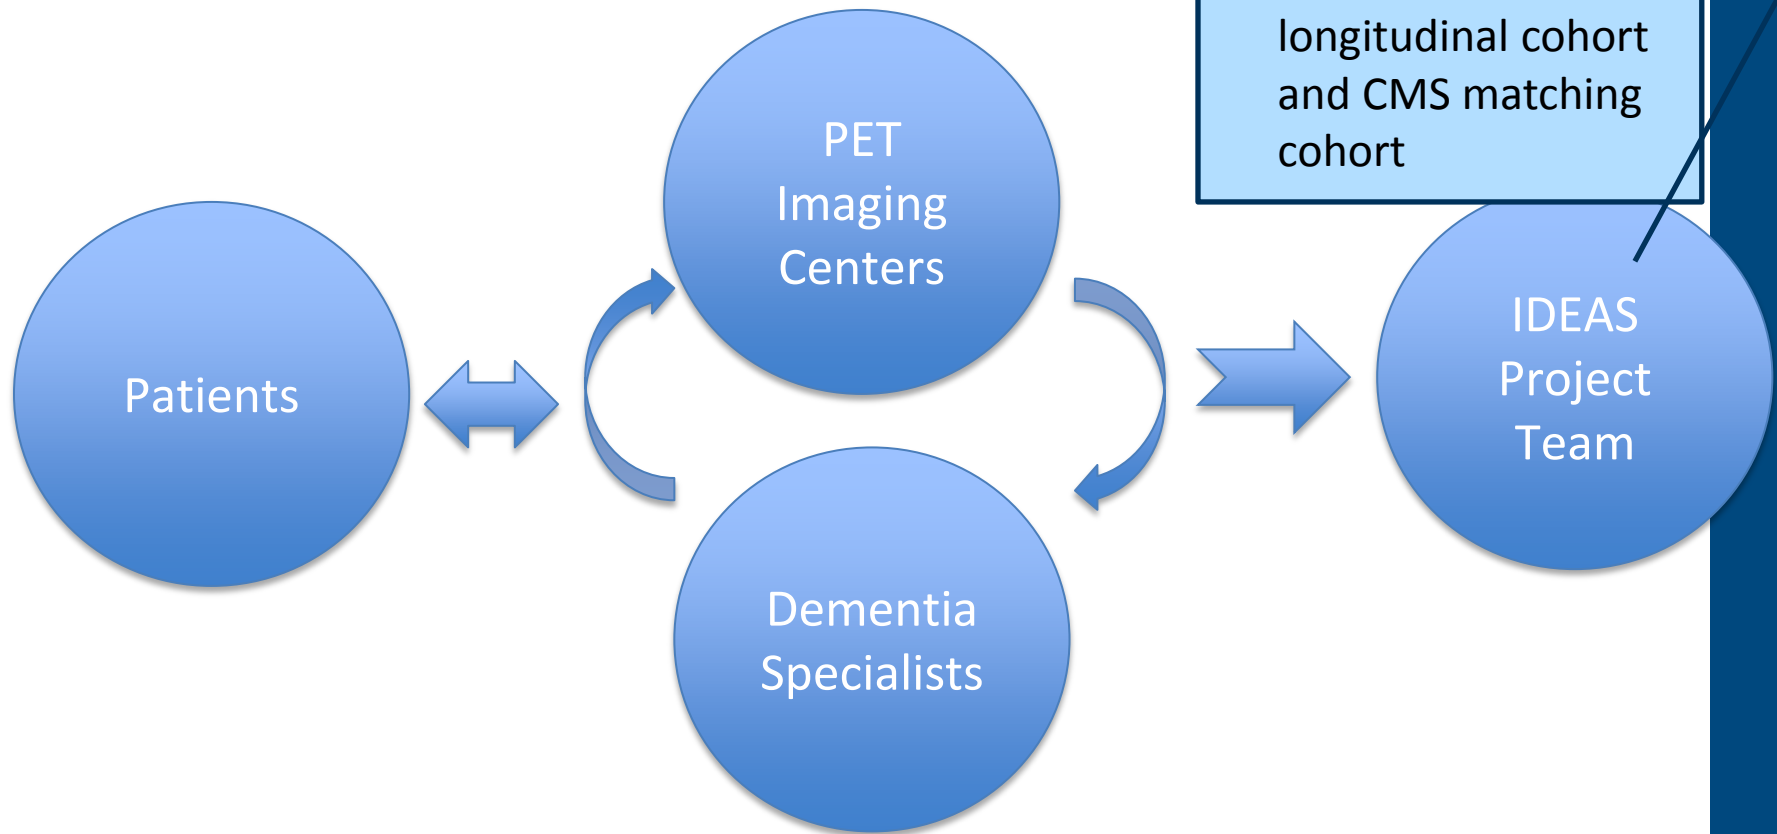 longitudinal cohort
and CMS matching
cohort
PET
Imaging
Centers
Patients
IDEAS
Project
Team
Dementia
Specialists